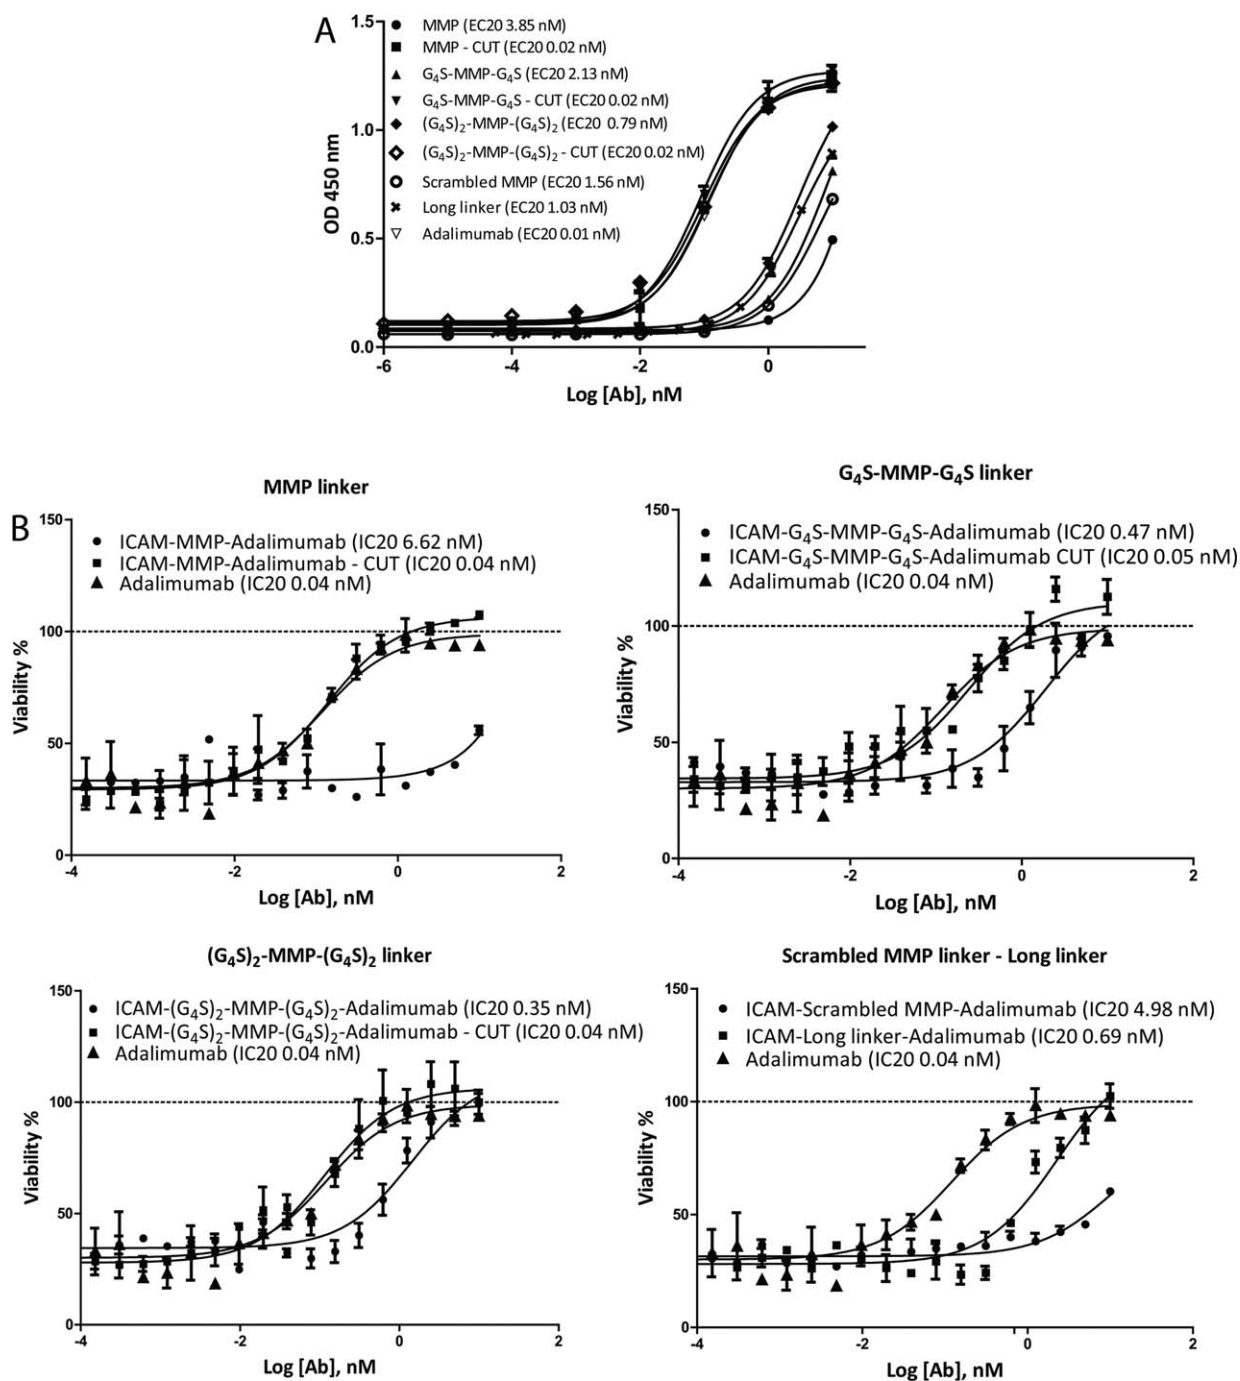 A
1.5
1.0
0.5
0.0
OD 450 nm
MMP (EC20 3.85 nM)
MMP - CUT (EC20 0.02 nM)
G₄S-MMP-G₄S (EC20 2.13 nM)
G₄S-MMP-G₄S - CUT (EC20 0.02 nM)
(G₄S)₂-MMP-(G₄S)₂ (EC20 0.79 nM)
(G₄S)₂-MMP-(G₄S)₂ - CUT (EC20 0.02 nM)
Scrambled MMP (EC20 1.56 nM)
Long linker (EC20 1.03 nM)
Adalimumab (EC20 0.01 nM)
-6 -4 -2 0
Log [Ab], nM
B
MMP linker
150
100
50
0
Viability %
ICAM-MMP-Adalimumab (IC20 6.62 nM)
ICAM-MMP-Adalimumab - CUT (IC20 0.04 nM)
Adalimumab (IC20 0.04 nM)
-4 -2 0 2
Log [Ab], nM
G₄S-MMP-G₄S linker
150
100
50
0
Viability %
ICAM-G₄S-MMP-G₄S-Adalimumab (IC20 0.47 nM)
ICAM-G₄S-MMP-G₄S-Adalimumab CUT (IC20 0.05 nM)
Adalimumab (IC20 0.04 nM)
-4 -2 0 2
Log [Ab], nM
(G₄S)₂-MMP-(G₄S)₂ linker
150
100
50
0
Viability %
ICAM-(G₄S)₂-MMP-(G₄S)₂-Adalimumab (IC20 0.35 nM)
ICAM-(G₄S)₂-MMP-(G₄S)₂-Adalimumab - CUT (IC20 0.04 nM)
Adalimumab (IC20 0.04 nM)
-4 -2 0 2
Log [Ab], nM
Scrambled MMP linker - Long linker
150
100
50
0
Viability %
ICAM-Scrambled MMP-Adalimumab (IC20 4.98 nM)
ICAM-Long linker-Adalimumab (IC20 0.69 nM)
Adalimumab (IC20 0.04 nM)
-4 -2 0 2
Log [Ab], nM